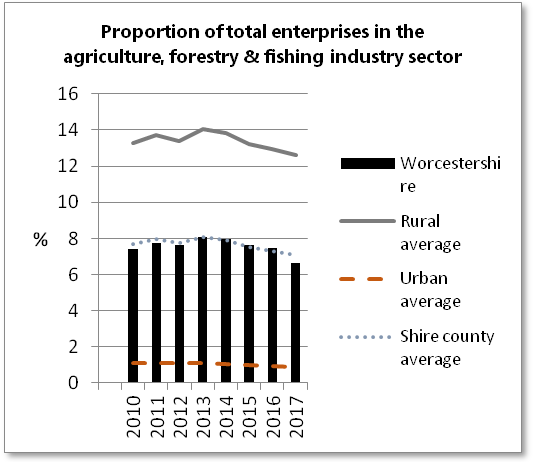 Proportion of total enterprises in the
agriculture, forestry & fishing industry sector
16
14
12
10
8
6
4
2
0
%
2010
2011
2012
2013
2014
2015
2016
2017
Worcestershi
re
Rural
average
Urban
average
Shire county
average